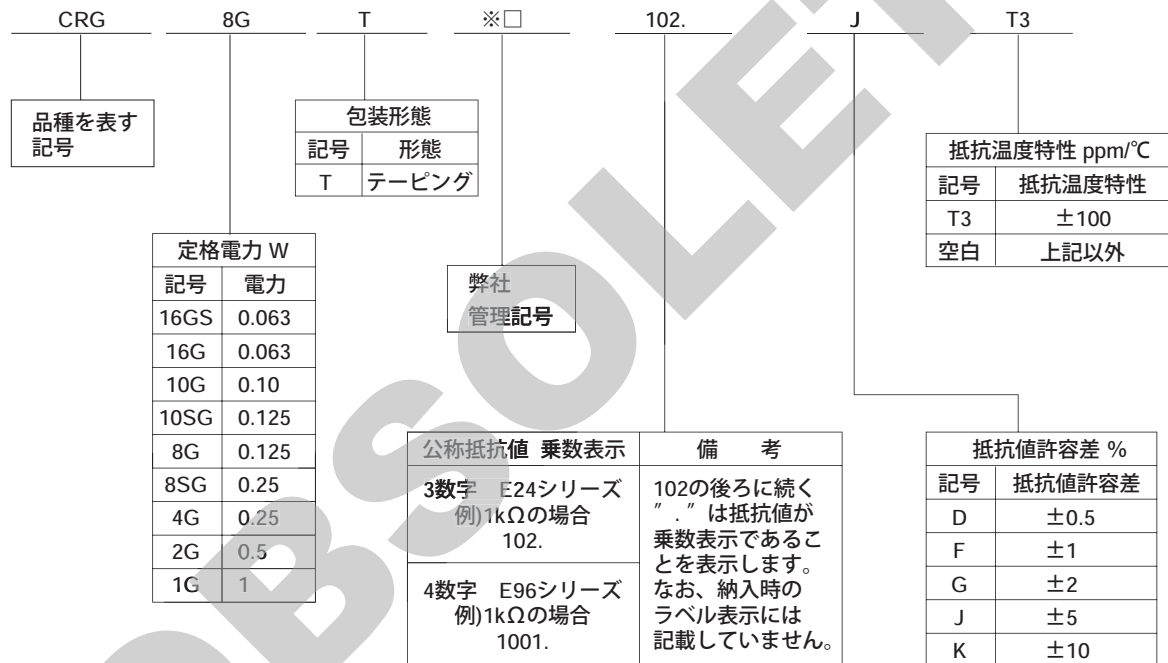 CRG 8G T ※□ 102. J T3
品種を表す
記号
包装形態
記号 形態
T テーピング
抵抗温度特性 ppm/℃
記号 抵抗温度特性
T3 ±100
空白 上記以外
定格電力 W
記号 電力
16GS 0.063
16G 0.063
10G 0.10
10SG 0.125
8G 0.125
8SG 0.25
4G 0.25
2G 0.5
1G 1
弊社
管理記号
公称抵抗値 乗数表示
3数字 E24シリーズ
例)1kΩの場合
102.
4数字 E96シリーズ
例)1kΩの場合
1001.
備 考
102の後ろに続く
″.″は抵抗値が
乗数表示であるこ
とを表示します。
なお、納入時の
ラベル表示には
記載していません。
抵抗値許容差 %
記号 抵抗値許容差
D ±0.5
F ±1
G ±2
J ±5
K ±10
OBSOLET